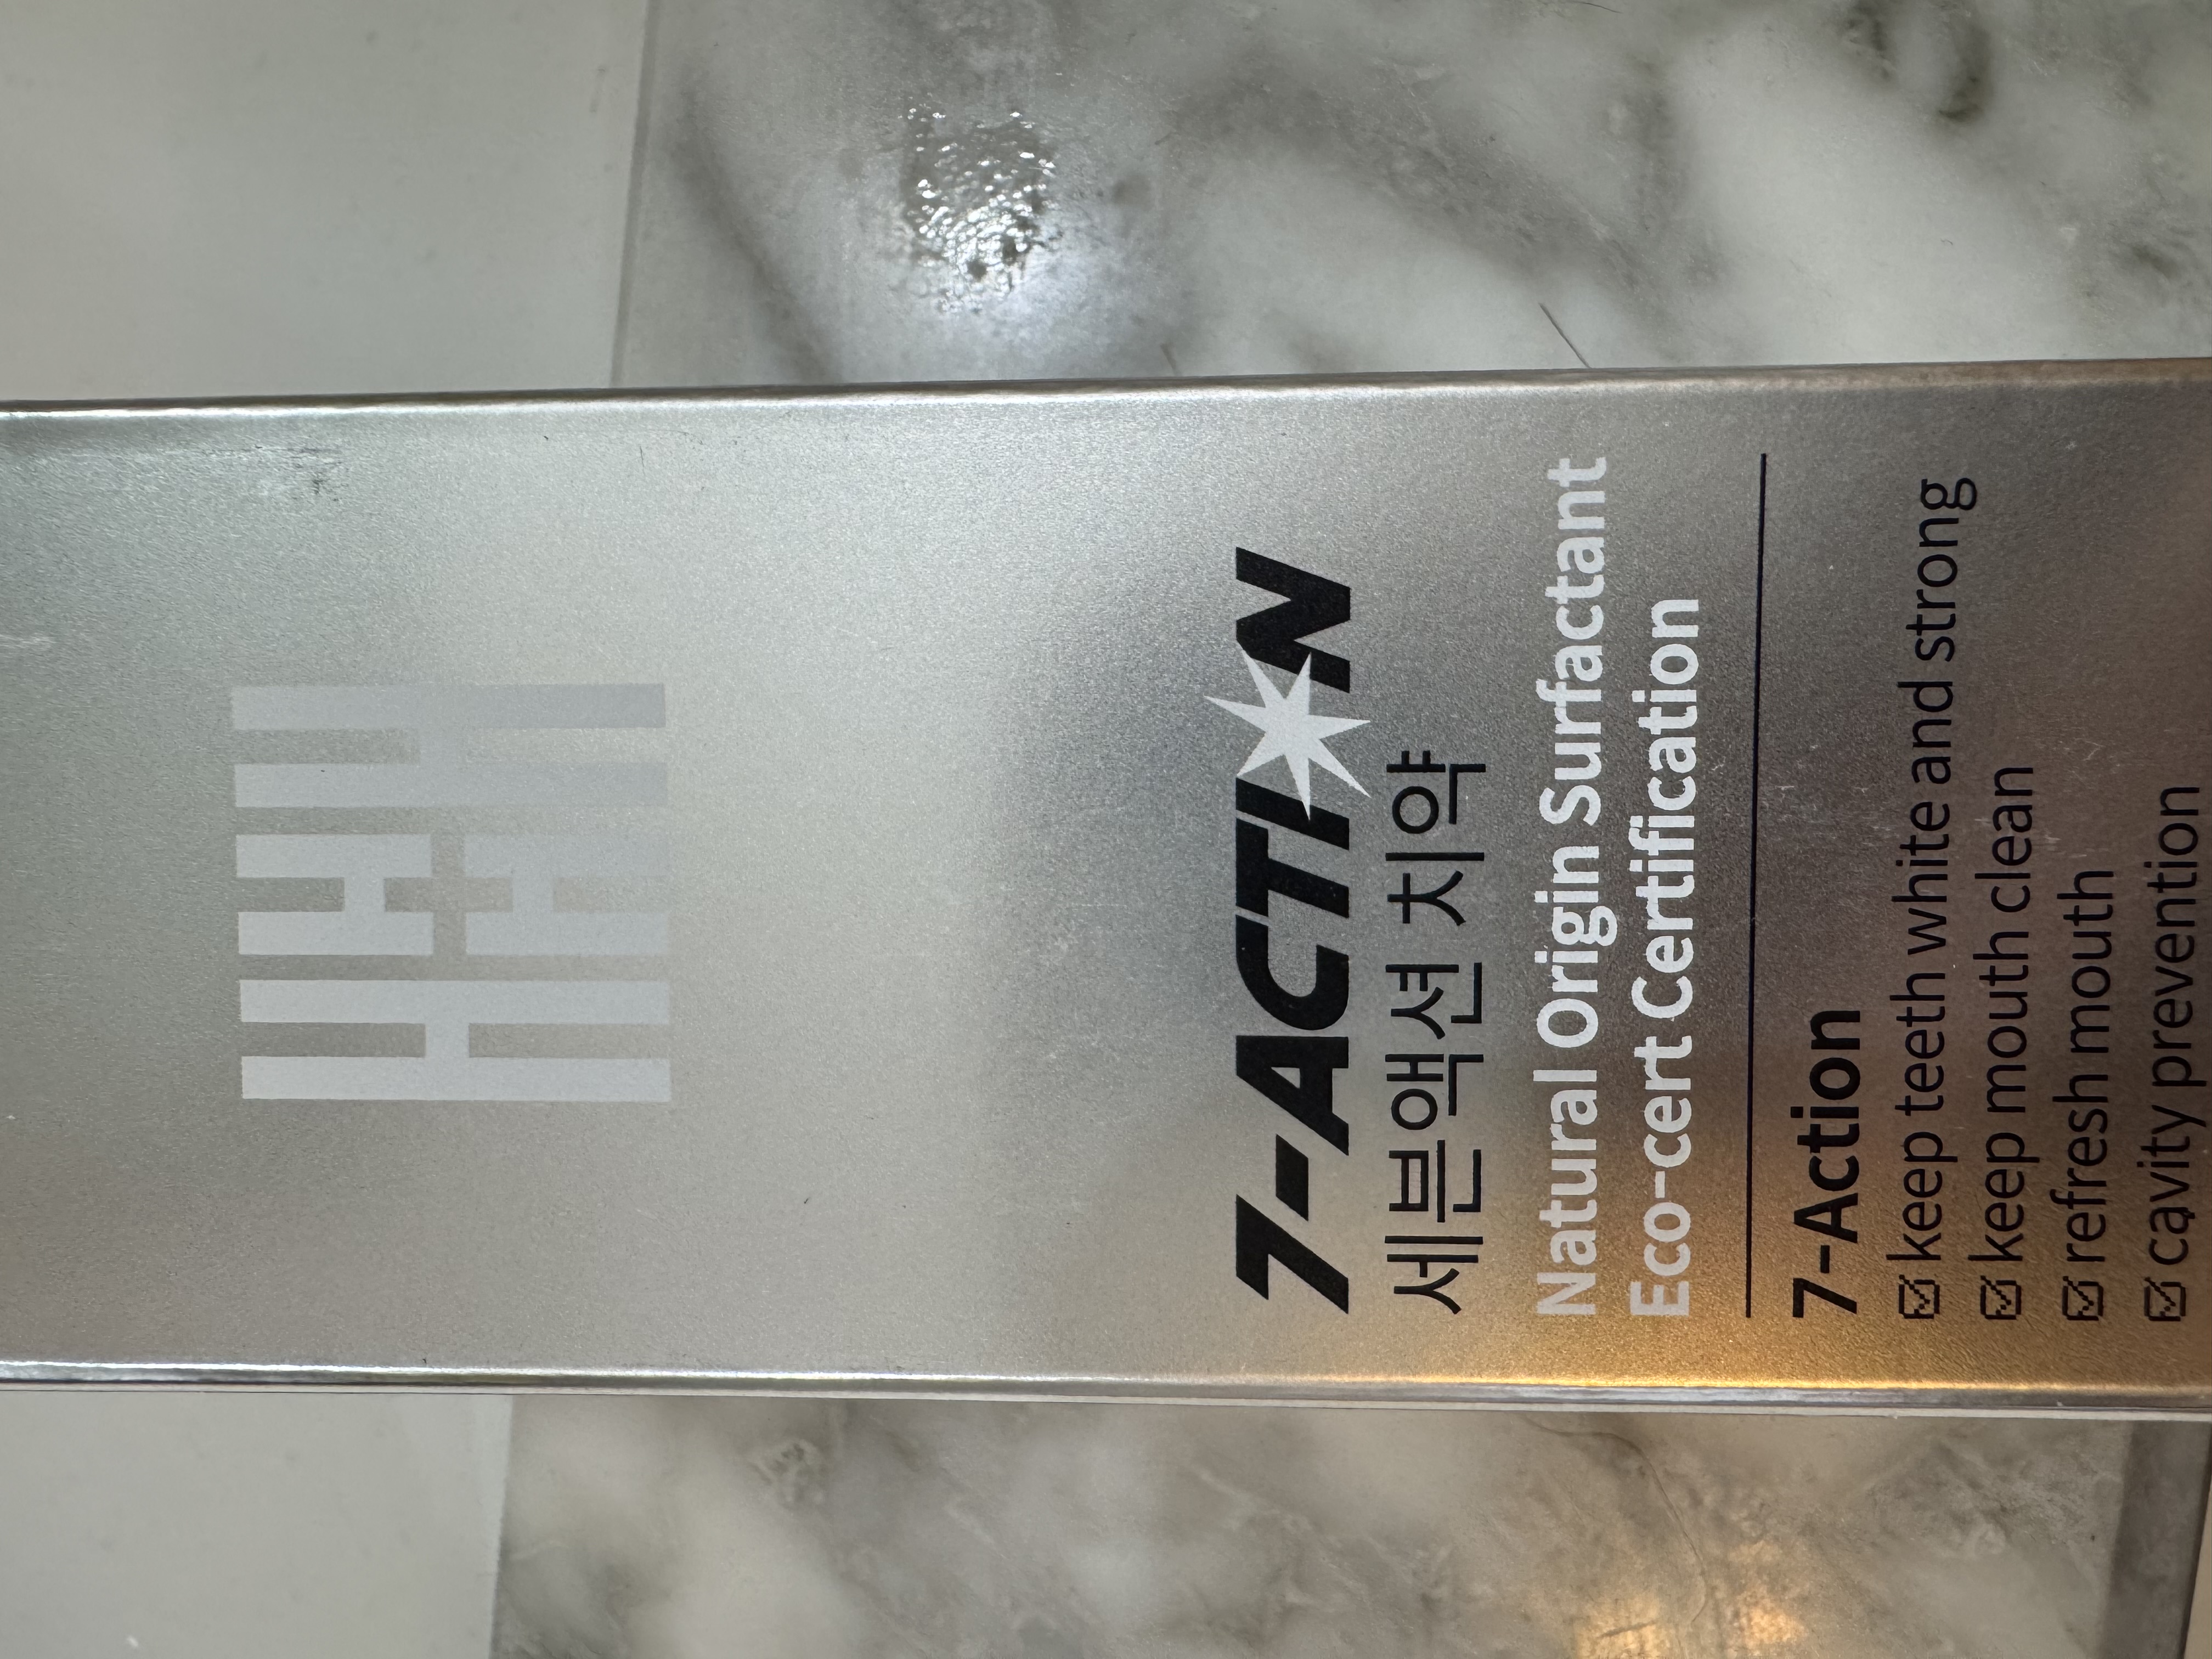 7-ACTION
세븐액션 치약
Natural Origin Surfactant
Eco-cert Certification
7-Action
☑ keep teeth white and strong
☑ keep mouth clean
☑ refresh mouth
☑ cavity prevention